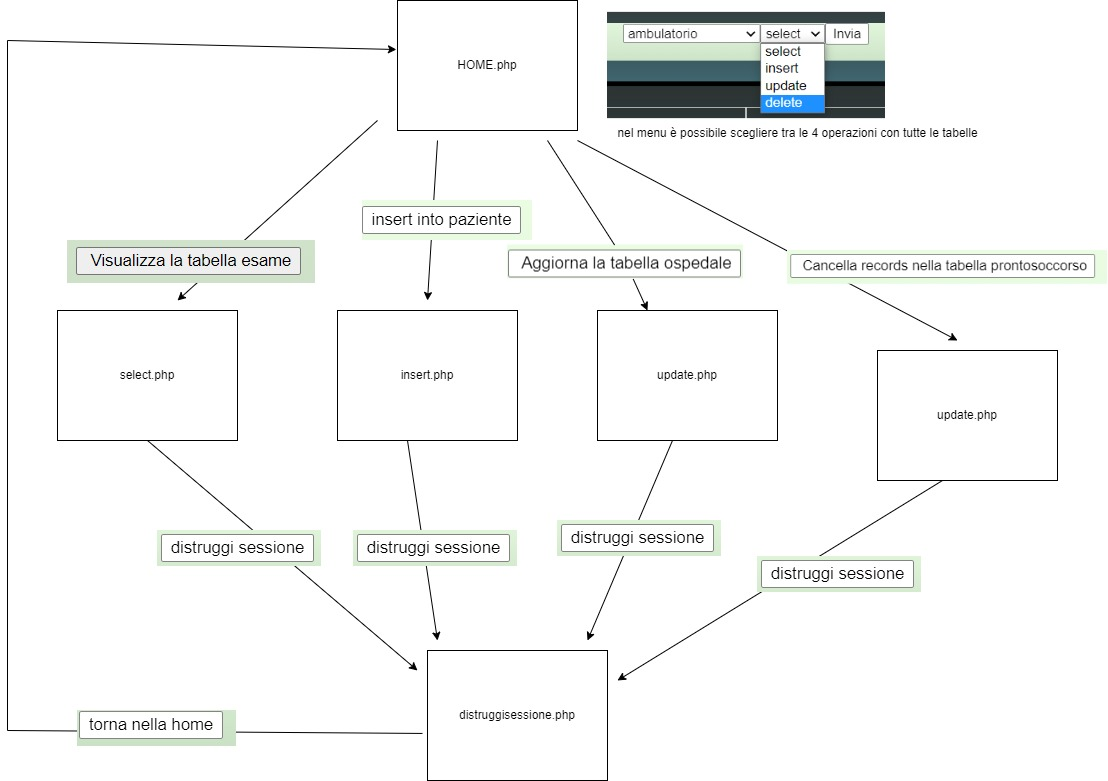 HOME.php
ambulatorio select Invia
select
insert
update
delete
nel menu è possibile scegliere tra le 4 operazioni con tutte le tabelle
insert into paziente
Visualizza la tabella esame
Aggiorna la tabella ospedale
Cancella records nella tabella prontosoccorso
select.php
insert.php
update.php
update.php
distruggi sessione
distruggi sessione
distruggi sessione
distruggi sessione
distruggisessione.php
torna nella home